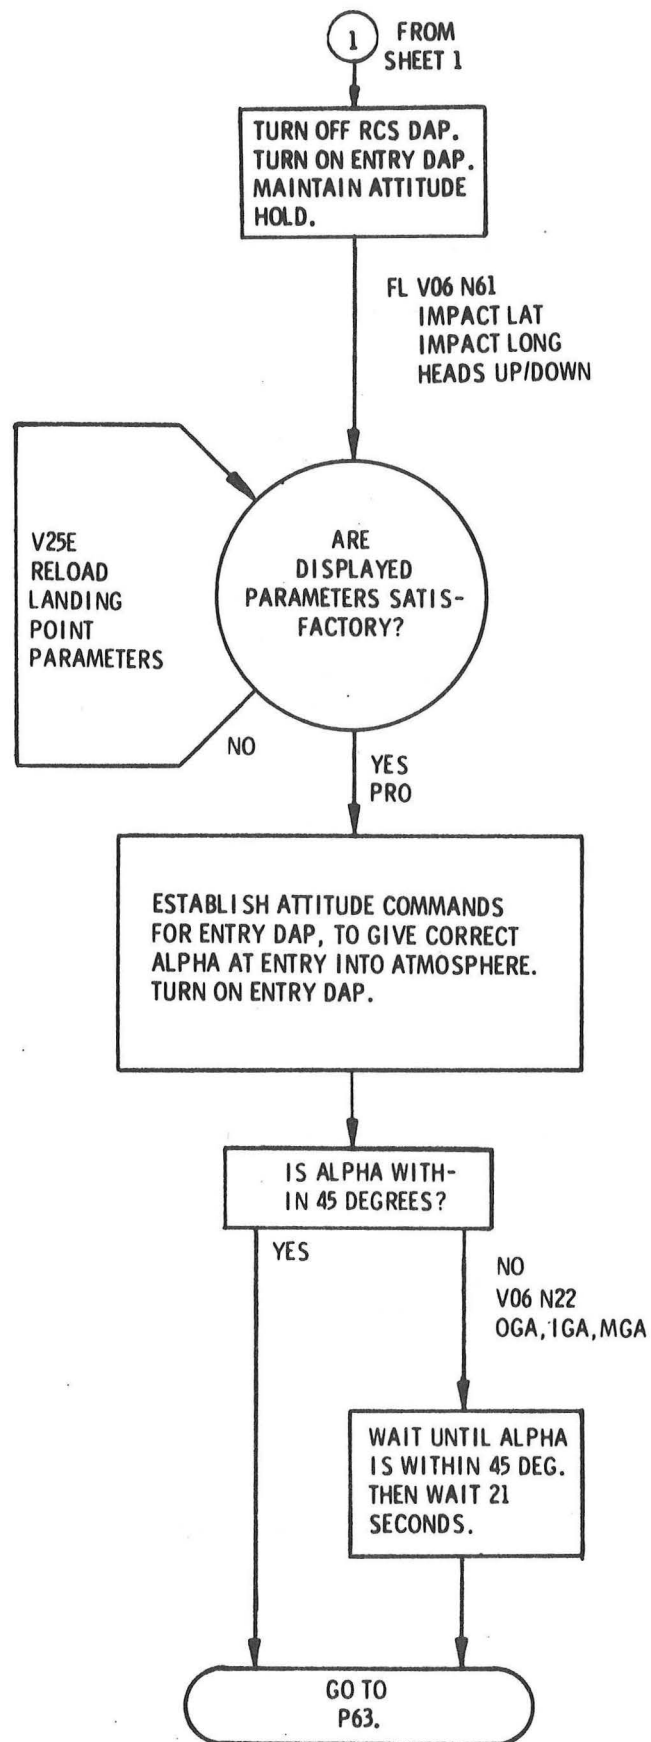 1
FROM
SHEET 1
TURN OFF RCS DAP.
TURN ON ENTRY DAP.
MAINTAIN ATTITUDE
HOLD.
FL V06 N61
IMPACT LAT
IMPACT LONG
HEADS UP/DOWN
V25E
RELOAD
LANDING
POINT
PARAMETERS
ARE
DISPLAYED
PARAMETERS SATIS-
FACTORY?
NO
YES
PRO
ESTABLISH ATTITUDE COMMANDS
FOR ENTRY DAP, TO GIVE CORRECT
ALPHA AT ENTRY INTO ATMOSPHERE.
TURN ON ENTRY DAP.
IS ALPHA WITH-
IN 45 DEGREES?
YES
NO
V06 N22
OGA, IGA, MGA
WAIT UNTIL ALPHA
IS WITHIN 45 DEG.
THEN WAIT 21
SECONDS.
GO TO
P63.